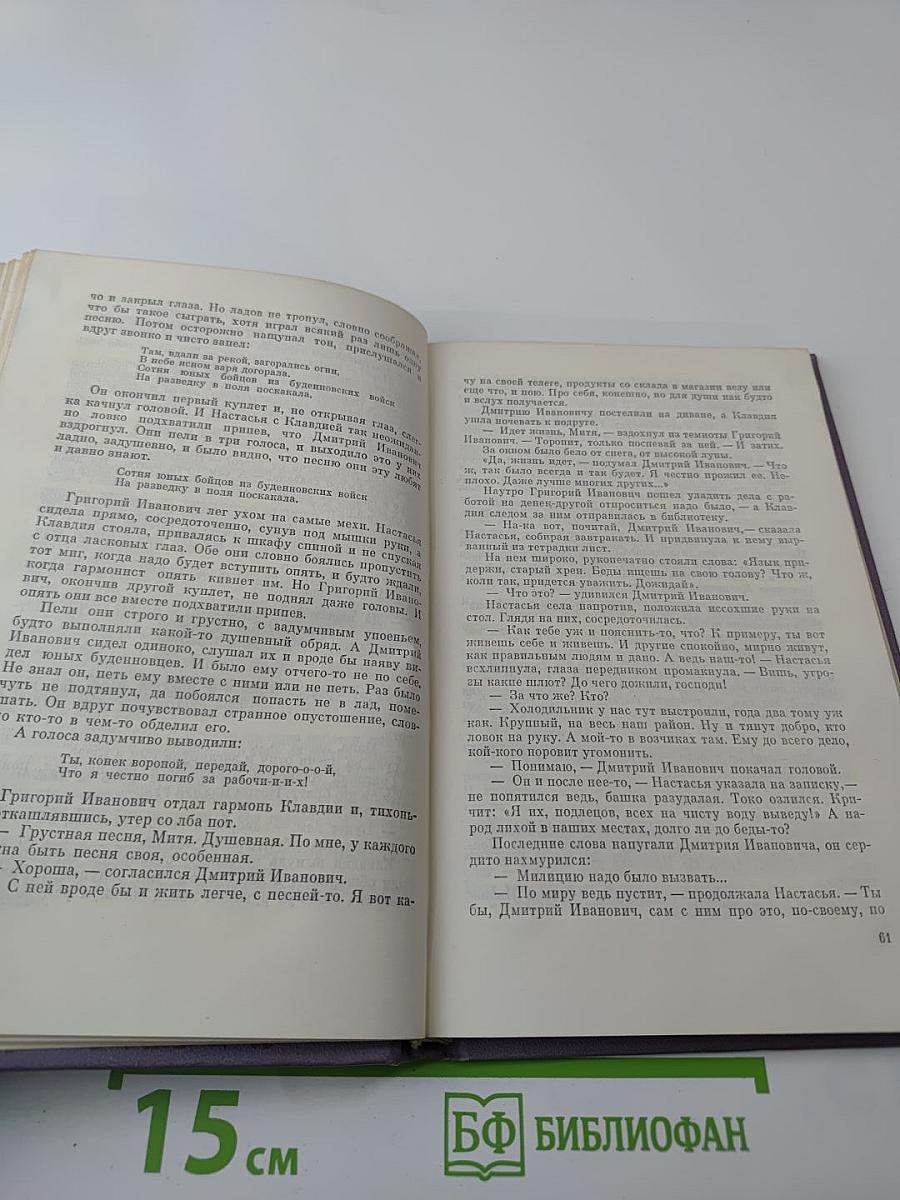 чо и закрыл глаза. Но ладов не тронул, словно соображал,
что бы такое сыграть, хотя играл всякий раз лишь одну
песню. Потом осторожно нащупал тон, прислушался и
вдруг звонко и чисто запел:
Там, вдали за рекой, загорались огни,
В небе ясном заря догорала.
Сотня юных бойцов из буденновских войск
На разведку в поля поскакала.
Он окончил первый куплет и, не открывая глаз, слег-
ка качнул головой. И Настасья с Клавдией так неожидан-
но ловко подхватили припев, что Дмитрий Иванович
вздрогнул. Они пели в три голоса, и выходило это у них
ладно, задушевно, и было видно, что песню они эту любят
и давно знают.
Сотня юных бойцов из буденновских войск
На разведку в поля поскакала.
Григорий Иванович лег ухом на самые мехи. Настасья
сидела прямо, сосредоточенно, сунув под мышки руки, а
Клавдия стояла, привалясь к шкафу спиной и не спуская
с отца ласковых глаз. Обе они словно боялись пропустить
тот миг, когда надо будет вступить опять, и будто ждали,
когда гармонист опять кивнет им. Но Григорий Ивано-
вич, окончив другой куплет, не поднял даже головы. И
опять они все вместе подхватили припев.
Пели они строго и грустно, с задумчивым упоеньем,
будто выполняли какой-то душевный обряд. А Дмитрий
Иванович сидел одиноко, слушал их и вроде бы наяву ви-
дел юных буденновцев. И было ему отчего-то не по себе,
Не знал он, петь ему вместе с ними или не петь. Раз было
чуть не подтянул, да побоялся попасть не в лад, поме-
шать. Он вдруг почувствовал странное опустошение, слов-
но кто-то в чем-то обделил его.
А голоса задумчиво выводили:
Ты, конек вороной, передай, дорого-о-о-й,
Что я честно погиб за рабочи-и-и-х!
Григорий Иванович отдал гармонь Клавдии и, тихонь-
откашлявшись, утер со лба пот.
— Грустная песня, Митя. Душевная. По мне, у каждого
на быть песня своя, особенная.
— Хороша, — согласился Дмитрий Иванович.
С ней вроде бы и жить легче, с песней-то. Я вот ка-
чу на своей телеге, продукты со склада в магазин везу или
еще что, и пою. Про себя, конечно, но для души как будто
и вслух получается.
Дмитрию Ивановичу постелили на диване, а Клавдия
ушла ночевать к подруге.
— Идет жизнь, Митя, — вздохнул из темноты Григорий
Иванович. — Торопит, только поспевай за ней. — И затих.
За окном было бело от снега, от высокой луны.
«Да, жизнь идет, — подумал Дмитрий Иванович. — Что
ж, так было всегда и так будет. Я честно прожил ее. Не-
плохо. Даже лучше многих других...»
Наутро Григорий Иванович пошел уладить дела с ра-
ботой на денек-другой отпроситься надо было, — а Клав-
дия следом за ним отправилась в библиотеку.
— На-ка вот, почитай, Дмитрий Иванович,— сказала
Настасья, собирая завтракать. И придвинула к нему выр-
ванный из тетрадки лист.
На нем широко, рукопечатно стояли слова: «Язык при-
держи, старый хрен. Беды ищешь на свою голову? Что ж,
коли так, придется уважить. Дожидай».
— Что это? — удивился Дмитрий Иванович.
Настасья села напротив, положила иссохшие руки на
стол. Глядя на них, сосредоточилась.
— Как тебе уж и пояснить-то, что? К примеру, ты вот
живешь себе и живешь. И другие спокойно, мирно живут,
как правильным людям и дано. А ведь наш-то! — Настасья
всхлипнула, глаза передником промакнула. — Вишь, угро-
зы какие шлют? До чего дожили, господи!
— За что же? Кто?
— Холодильник у нас тут выстроили, года два тому уж
как. Крупный, на весь наш район. Ну и тянут добро, кто
ловок на руку. А мой-то в возчиках там. Ему до всего дело,
кой-кого норовит угомонить.
— Понимаю, — Дмитрий Иванович покачал головой.
— Он и после нее-то, — Настасья указала на записку,—
не попятился ведь, башка разудалая. Токо озлился. Кри-
чит: «Я их, подлецов, всех на чисту воду выведу!» А на-
род лихой в наших местах, долго ли до беды-то?
Последние слова напугали Дмитрия Ивановича, он сер-
дито нахмурился:
— Милицию надо было вызвать...
— По миру ведь пустит, — продолжала Настасья. — Ты
бы, Дмитрий Иванович, сам с ним про это, по-своему, по
61
15 см
БФ БИБЛИОФАН